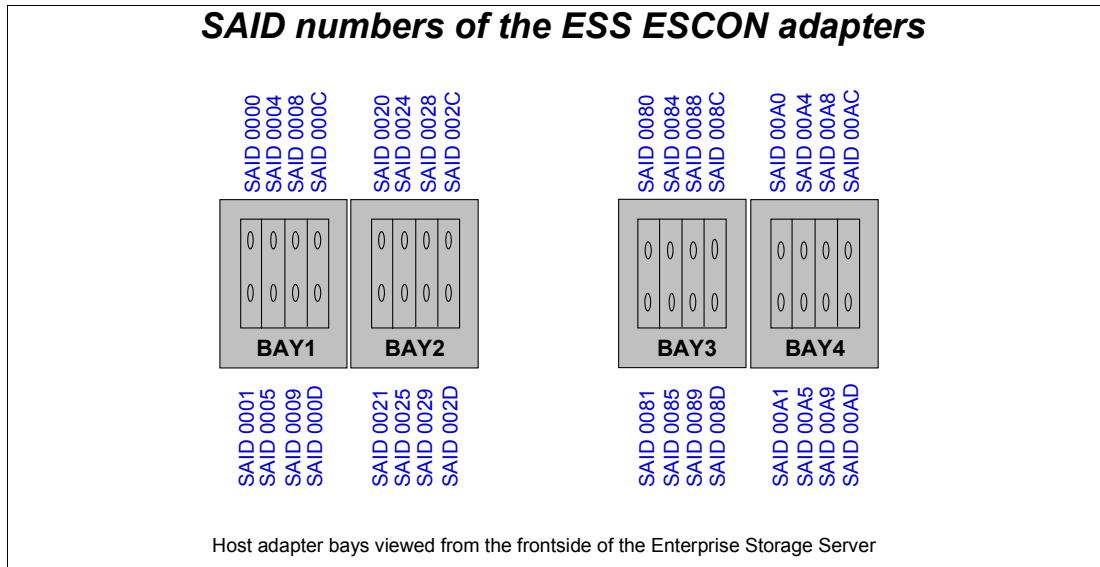 SAID numbers of the ESS ESCON adapters
SAID 0000
SAID 0004
SAID 0008
SAID 000C
SAID 0020
SAID 0024
SAID 0028
SAID 002C
SAID 0080
SAID 0084
SAID 0088
SAID 008C
SAID 00A0
SAID 00A4
SAID 00A8
SAID 00AC
BAY1
BAY2
BAY3
BAY4
SAID 0001
SAID 0005
SAID 0009
SAID 000D
SAID 0021
SAID 0025
SAID 0029
SAID 002D
SAID 0081
SAID 0085
SAID 0089
SAID 008D
SAID 00A1
SAID 00A5
SAID 00A9
SAID 00AD
Host adapter bays viewed from the frontside of the Enterprise Storage Server